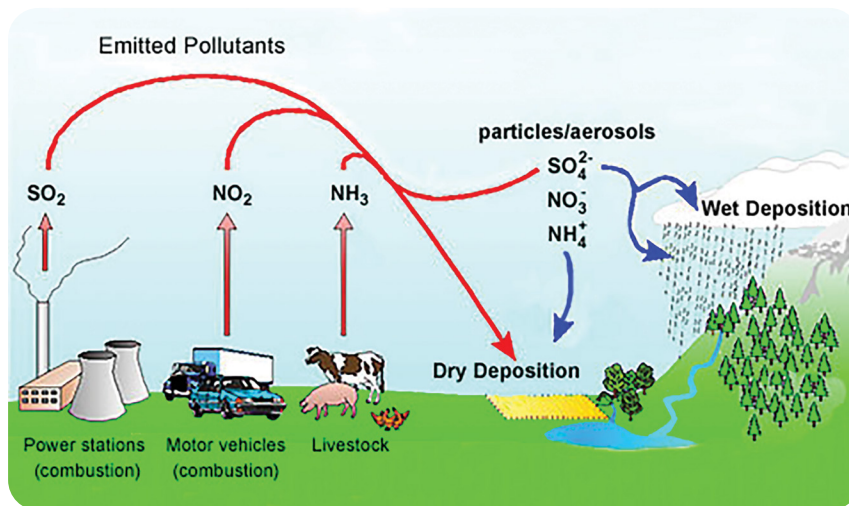 Emitted Pollutants
particles/aerosols
SO₄²⁻
SO₂
NO₂
NH₃
NO₃⁻
Wet Deposition
NH₄⁺
Dry Deposition
Power stations
(combustion)
Motor vehicles
(combustion)
Livestock